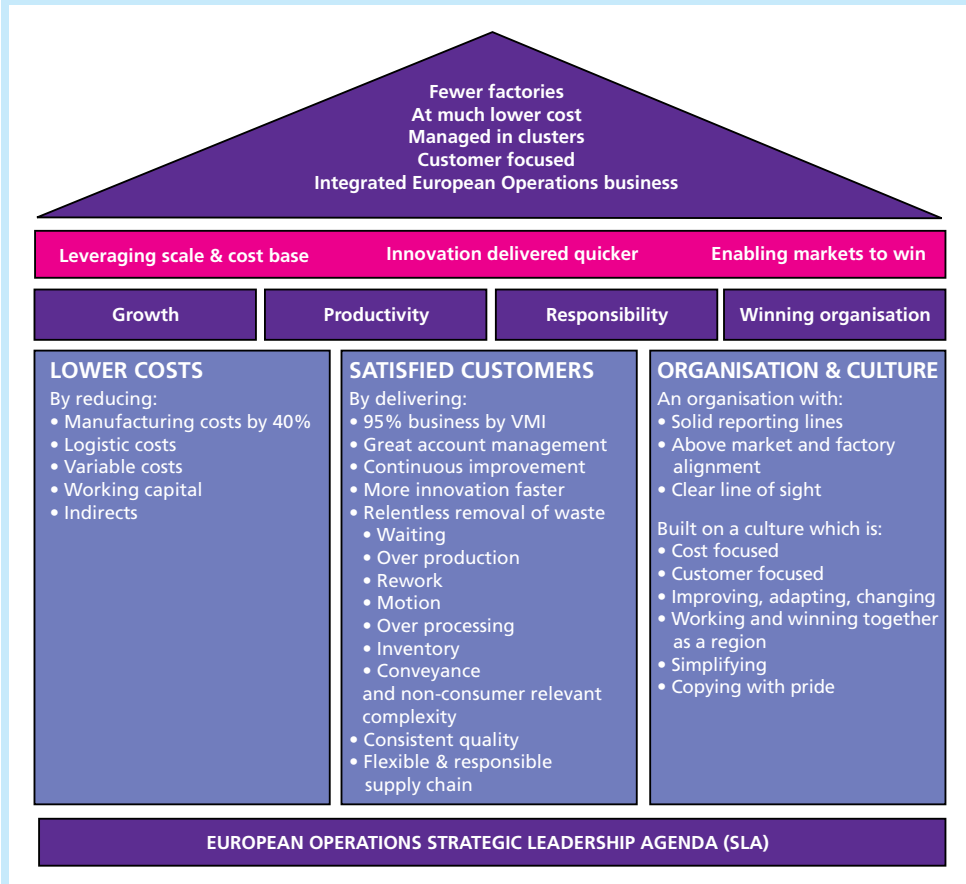 Fewer factories
At much lower cost
Managed in clusters
Customer focused
Integrated European Operations business
Leveraging scale & cost base
Innovation delivered quicker
Enabling markets to win
Growth
Productivity
Responsibility
Winning organisation
LOWER COSTS
By reducing:
• Manufacturing costs by 40%
• Logistic costs
• Variable costs
• Working capital
• Indirects
SATISFIED CUSTOMERS
By delivering:
• 95% business by VMI
• Great account management
• Continuous improvement
• More innovation faster
• Relentless removal of waste
• Waiting
• Over production
• Rework
• Motion
• Over processing
• Inventory
• Conveyance
and non-consumer relevant
complexity
• Consistent quality
• Flexible & responsible
supply chain
ORGANISATION & CULTURE
An organisation with:
• Solid reporting lines
• Above market and factory
alignment
• Clear line of sight
Built on a culture which is:
• Cost focused
• Customer focused
• Improving, adapting, changing
• Working and winning together
as a region
• Simplifying
• Copying with pride
EUROPEAN OPERATIONS STRATEGIC LEADERSHIP AGENDA (SLA)